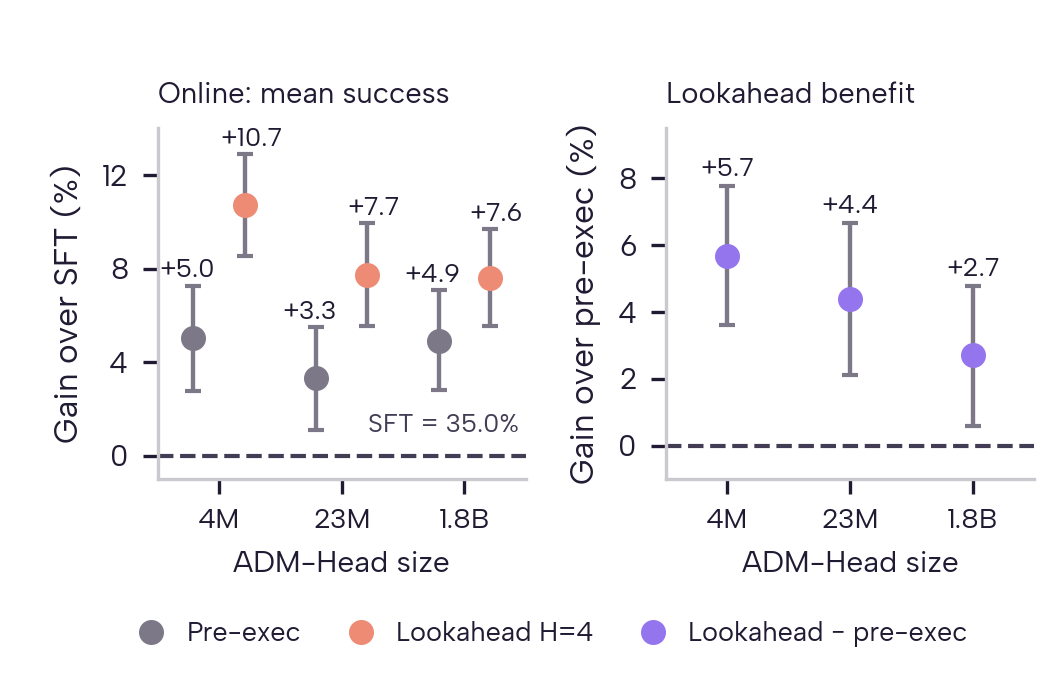 Online: mean success
Gain over SFT (%)
12
8
4
0
+10.7
+5.0
+7.7
+3.3
+7.6
+4.9
SFT = 35.0%
4M 23M 1.8B
ADM-Head size
Lookahead benefit
Gain over pre-exec (%)
8
6
4
2
0
+5.7
+4.4
+2.7
4M 23M 1.8B
ADM-Head size
Pre-exec Lookahead H=4 Lookahead - pre-exec